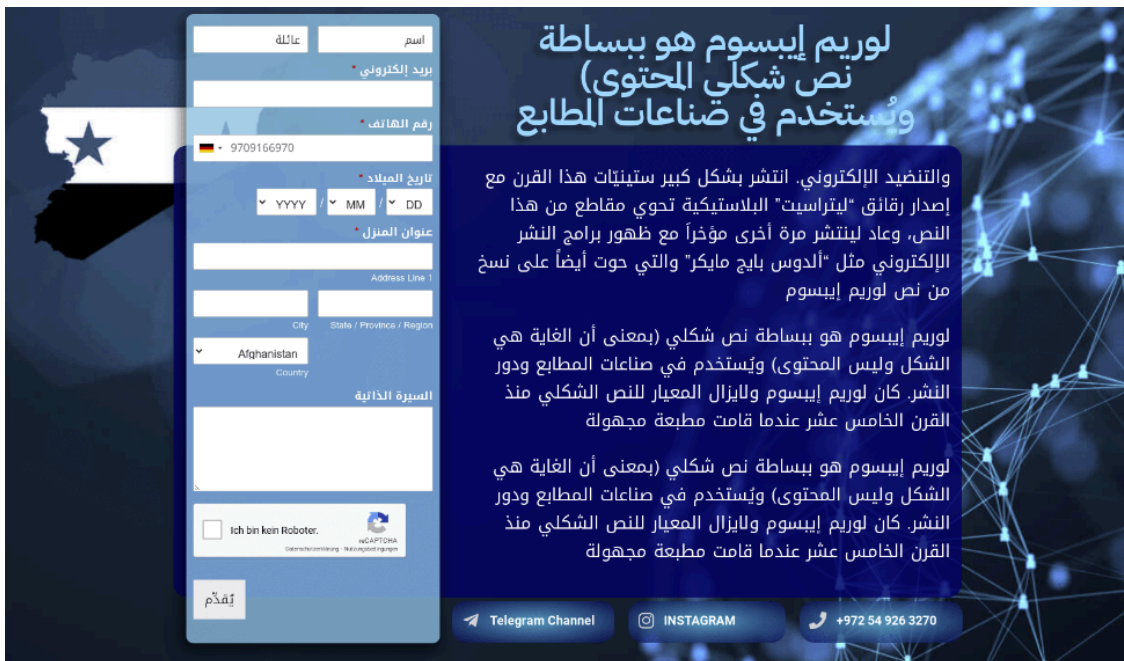 لوريم إيبسوم هو ببساطة
نص شكلي المحتوى)
ويُستخدم في صناعات المطابع
والتنضيد الإلكتروني. انتشر بشكل كبير ستينيّات هذا القرن مع
إصدار رقائق "ليتراسيت" البلاستيكية تحوي مقاطع من هذا
النص، وعاد لينتشر مرة أخرى مؤخراَ مع ظهور برامج النشر
الإلكتروني مثل "ألدوس بايج مايكر" والتي حوت أيضاً على نسخ
من نص لوريم إيبسوم
لوريم إيبسوم هو ببساطة نص شكلي (بمعنى أن الغاية هي
الشكل وليس المحتوى) ويُستخدم في صناعات المطابع ودور
النشر. كان لوريم إيبسوم ولايزال المعيار للنص الشكلي منذ
القرن الخامس عشر عندما قامت مطبعة مجهولة
لوريم إيبسوم هو ببساطة نص شكلي (بمعنى أن الغاية هي
الشكل وليس المحتوى) ويُستخدم في صناعات المطابع ودور
النشر. كان لوريم إيبسوم ولايزال المعيار للنص الشكلي منذ
القرن الخامس عشر عندما قامت مطبعة مجهولة
+972 54 926 3270
INSTAGRAM
Telegram Channel
اسم
عائلة
بريد إلكتروني *
رقم الهاتف *
9709166970
تاريخ الميلاد *
DD / MM / YYYY
عنوان المنزل *
Address Line 1
State / Province / Region
City
Afghanistan
Country
السيرة الذاتية
Ich bin kein Roboter.
reCAPTCHA
Datenschutzerklärung - Nutzungsbedingungen
يُقدّم